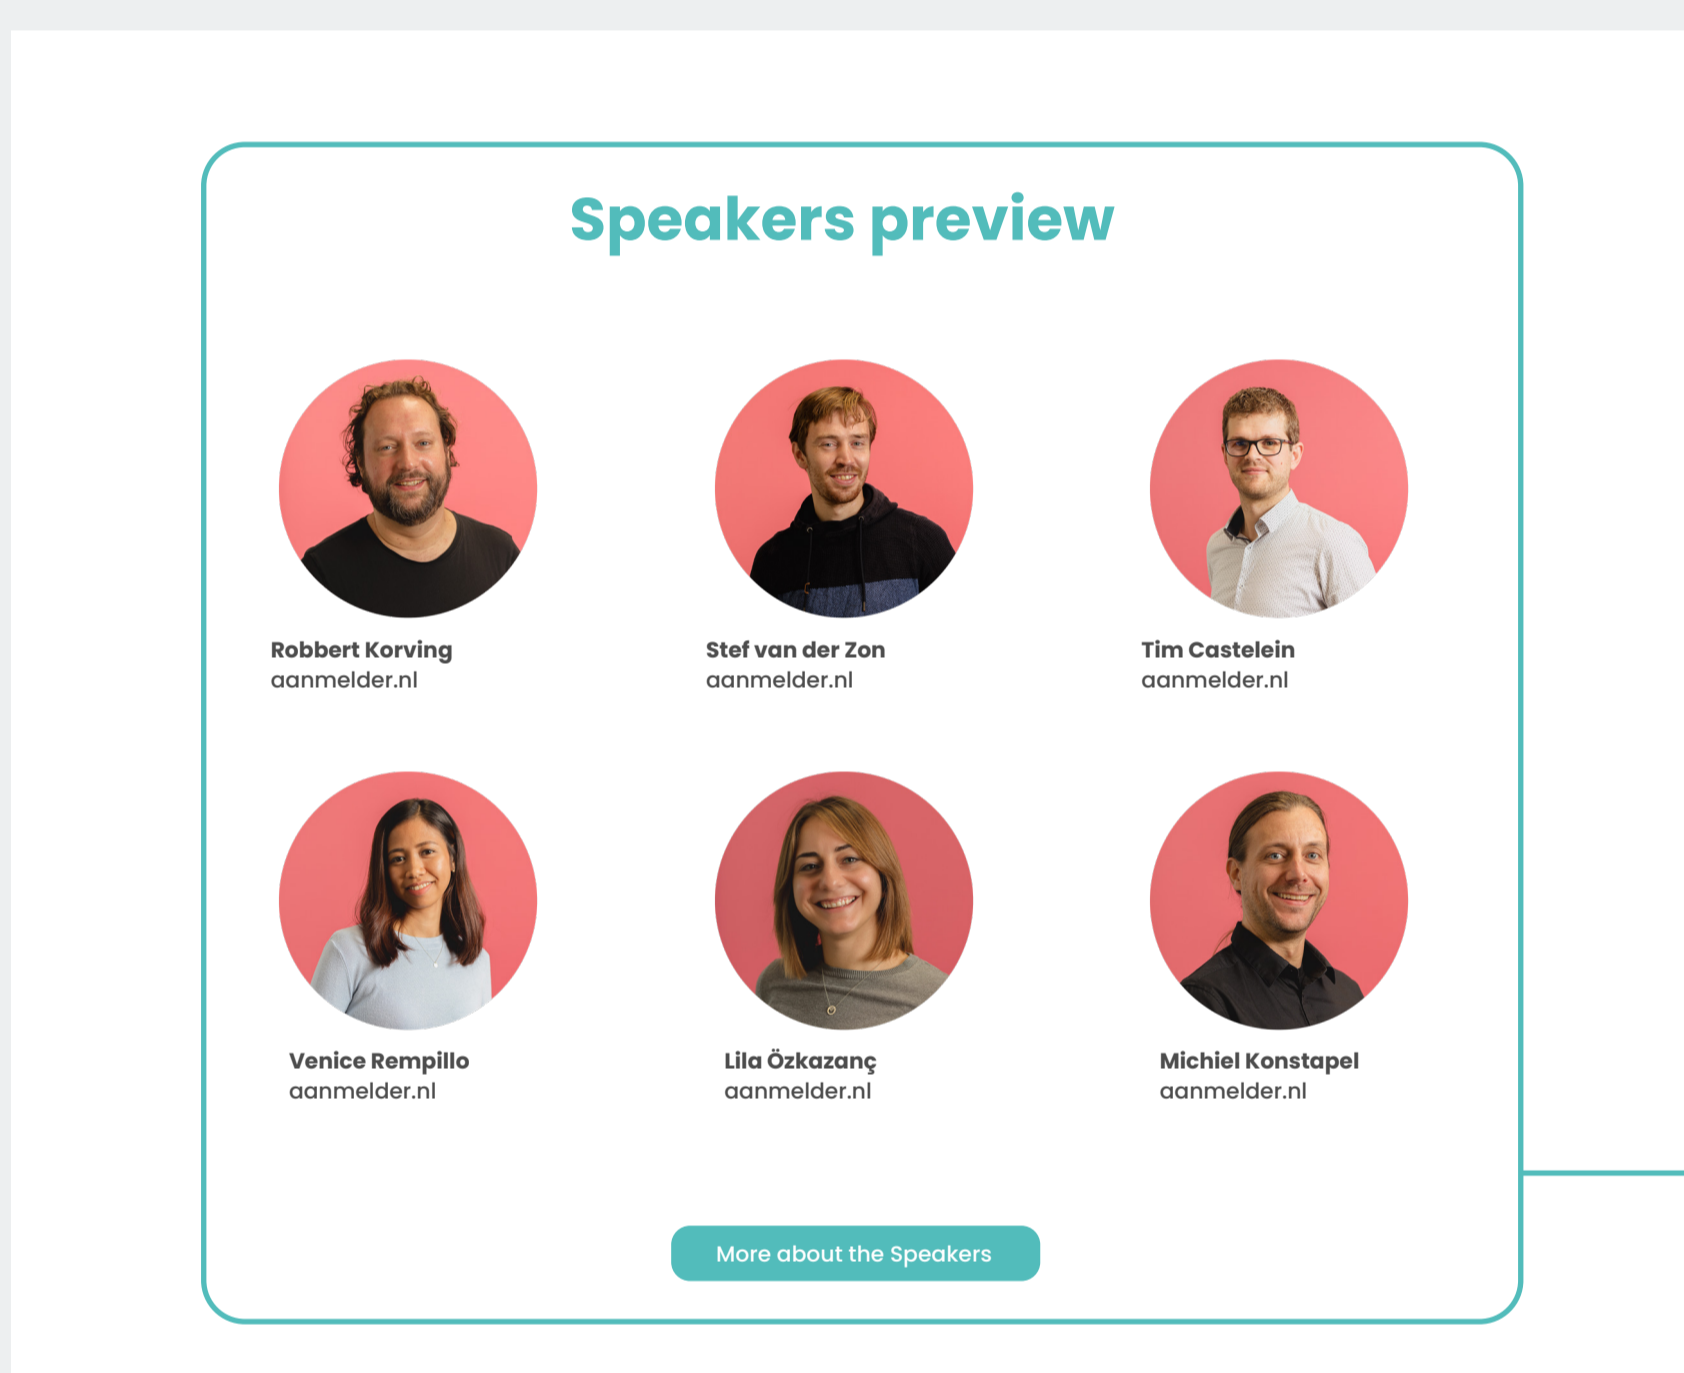 Speakers preview
Robbert Korving
aanmelder.nl
Stef van der Zon
aanmelder.nl
Tim Castelein
aanmelder.nl
Venice Rempillo
aanmelder.nl
Lila Özkazanç
aanmelder.nl
Michiel Konstapel
aanmelder.nl
More about the Speakers